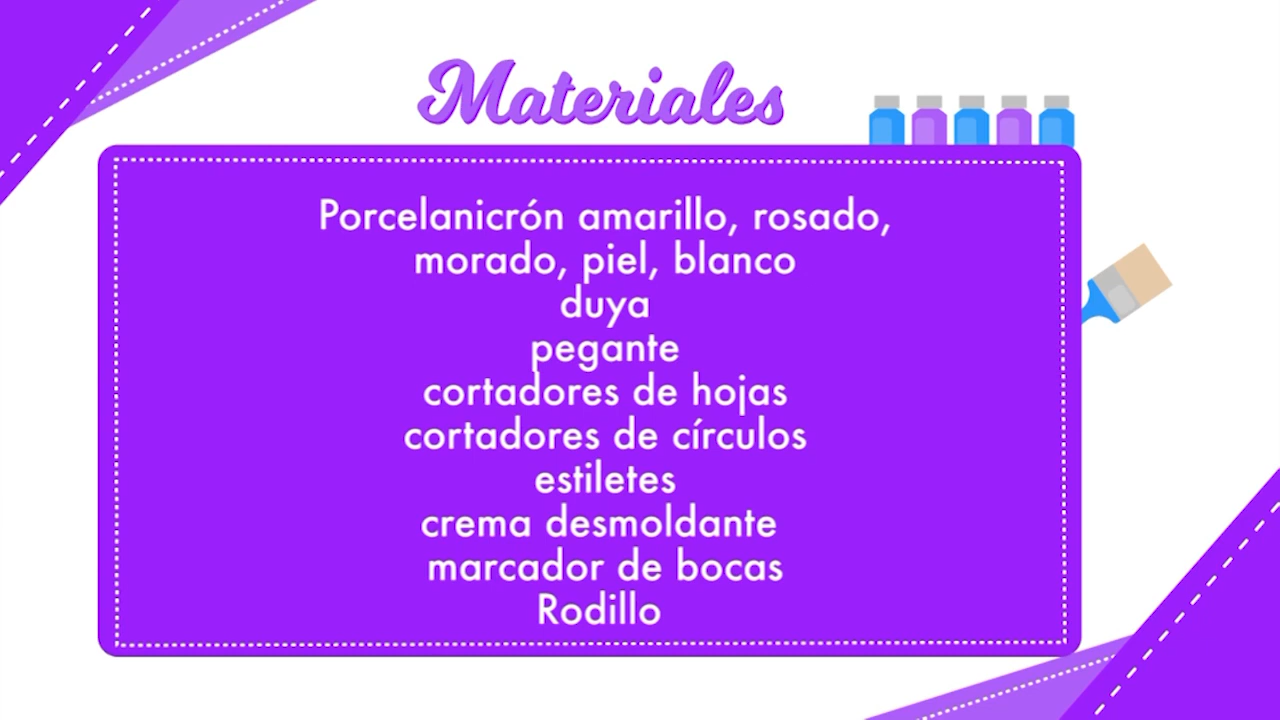 Materiales
Porcelanicrón amarillo, rosado,
morado, piel, blanco
duya
pegante
cortadores de hojas
cortadores de círculos
estiletes
crema desmoldante
marcador de bocas
Rodillo